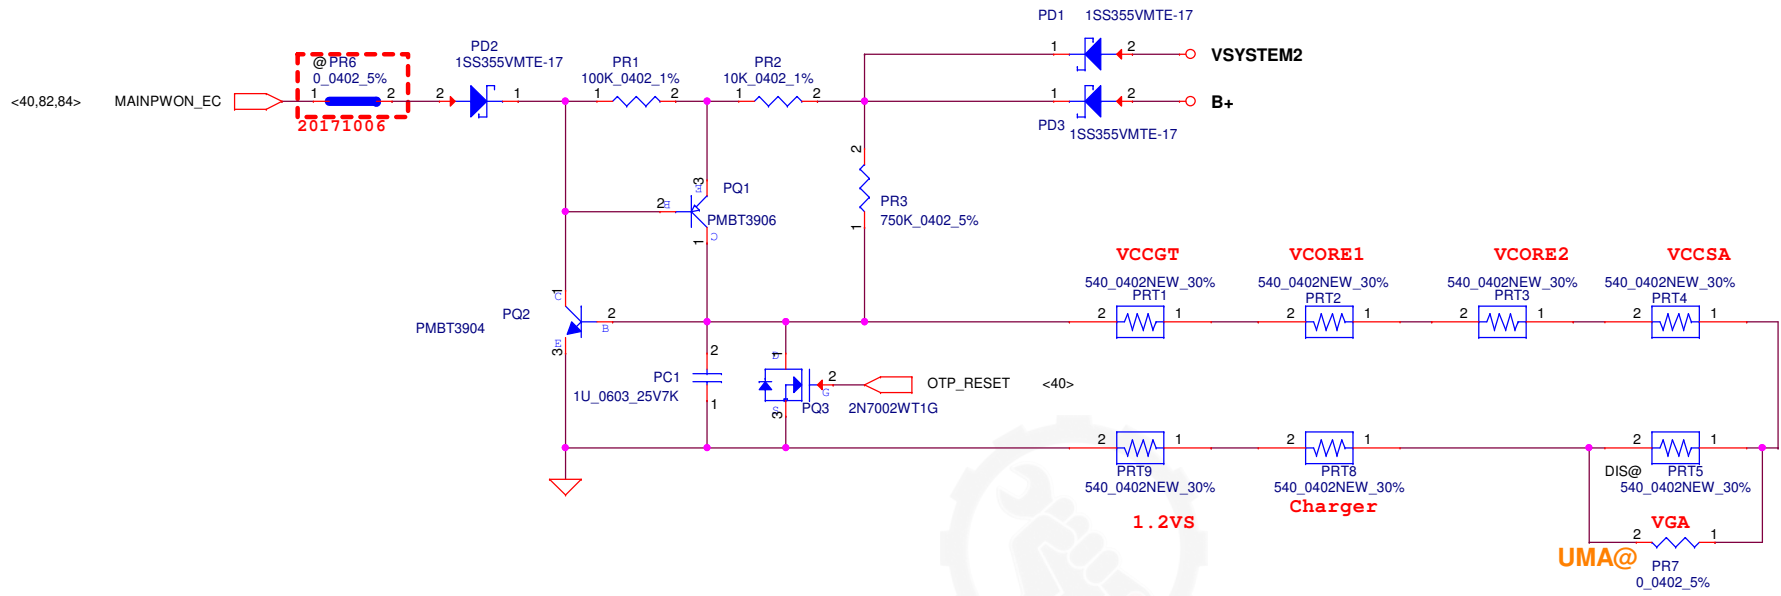 PD1 1SS355VMTE-17
1 2 VSYSTEM2
@ PR6
0_0402_5%
PD2
1SS355VMTE-17
PR1
100K_0402_1%
PR2
10K_0402_1%
<40,82,84> MAINPWON_EC 1 2 2 1 1 2 1 2 1 2 B+
20171006
PD3
1SS355VMTE-17
2
3
E
PQ1
2 B
PMBT3906
C
1
PR3
750K_0402_5%
1
VCCGT VCORE1 VCORE2 VCCSA
540_0402NEW_30% 540_0402NEW_30% 540_0402NEW_30% 540_0402NEW_30%
PRT1 PRT2 PRT3 PRT4
1
C
PQ2 2
B
PMBT3904
E
3
2 1 2 1 2 1 2 1
2
PC1
1U_0603_25V7K
1
1
D
2
G
OTP_RESET <40>
S
3
PQ3 2N7002WT1G
2 1 2 1 2 1
PRT9 PRT8 DIS@ PRT5
540_0402NEW_30% 540_0402NEW_30% 540_0402NEW_30%
1.2VS Charger VGA
2 1
UMA@
PR7
0_0402_5%